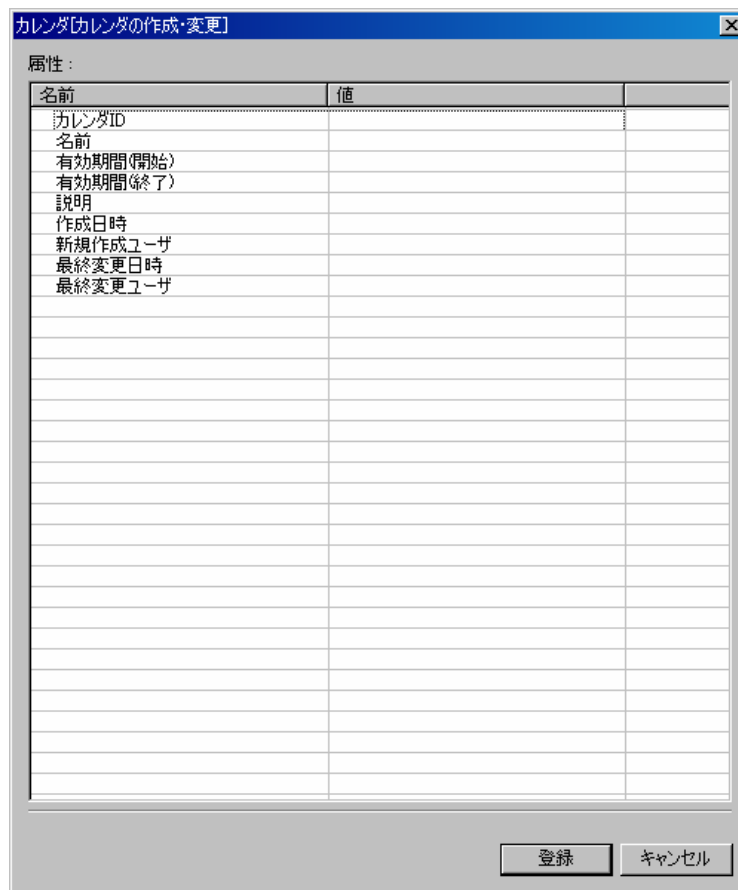 カレンダ[カレンダの作成・変更]
属性：
名前 値
カレンダID
名前
有効期間(開始)
有効期間(終了)
説明
作成日時
新規作成ユーザ
最終変更日時
最終変更ユーザ
登録 キャンセル